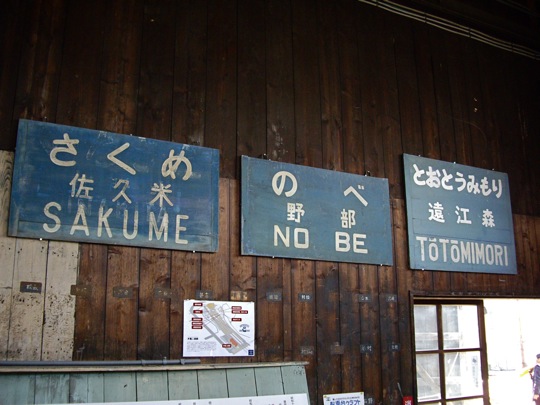 さくめ
佐久米
SAKUME
のべ
野部
NO BE
とおとうみもり
遠江森
TŌTŌMIMORI